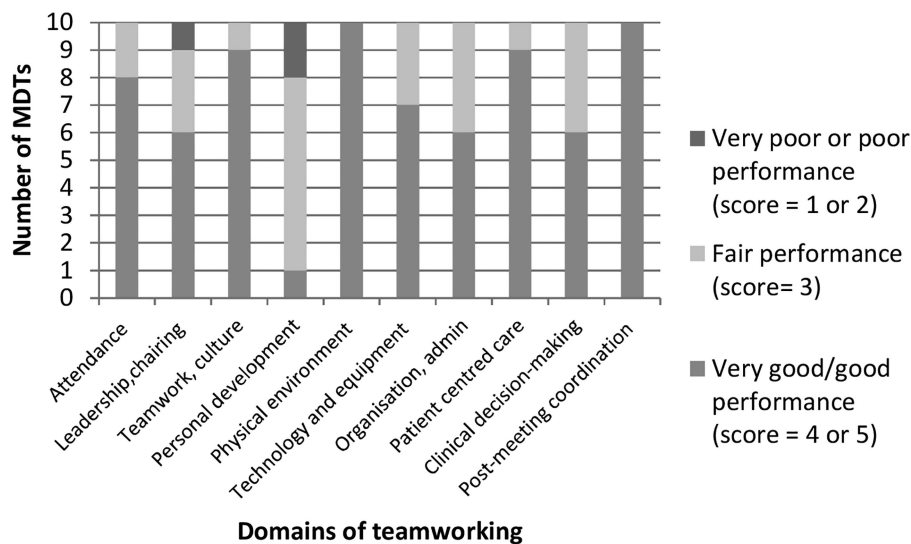 Number of MDTs
10
9
8
7
6
5
4
3
2
1
0
Attendance
Leadership,chairing
Teamwork, culture
Personal development
Physical environment
Technology and equipment
Organisation, admin
Patient centred care
Clinical decision-making
Post-meeting coordination
Domains of teamworking
Very poor or poor
performance
(score = 1 or 2)
Fair performance
(score= 3)
Very good/good
performance
(score = 4 or 5)